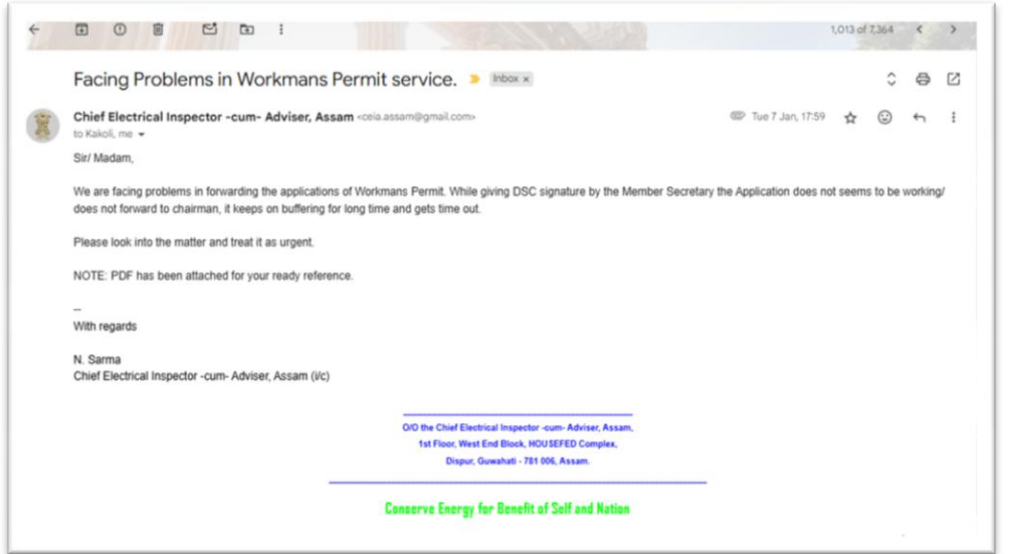 1,013 of 7,364
Facing Problems in Workmans Permit service. Inbox x
Chief Electrical Inspector -cum- Adviser, Assam <ceia.assam@gmail.com> Tue 7 Jan, 17:59
to Kakoli, me
Sir/ Madam,
We are facing problems in forwarding the applications of Workmans Permit. While giving DSC signature by the Member Secretary the Application does not seems to be working/
does not forward to chairman, it keeps on buffering for long time and gets time out.
Please look into the matter and treat it as urgent.
NOTE: PDF has been attached for your ready reference.
--
With regards
N. Sarma
Chief Electrical Inspector -cum- Adviser, Assam (i/c)
O/O the Chief Electrical Inspector -cum- Adviser, Assam,
1st Floor, West End Block, HOUSEFED Complex,
Dispur, Guwahati - 781 006, Assam.
Conserve Energy for Benefit of Self and Nation